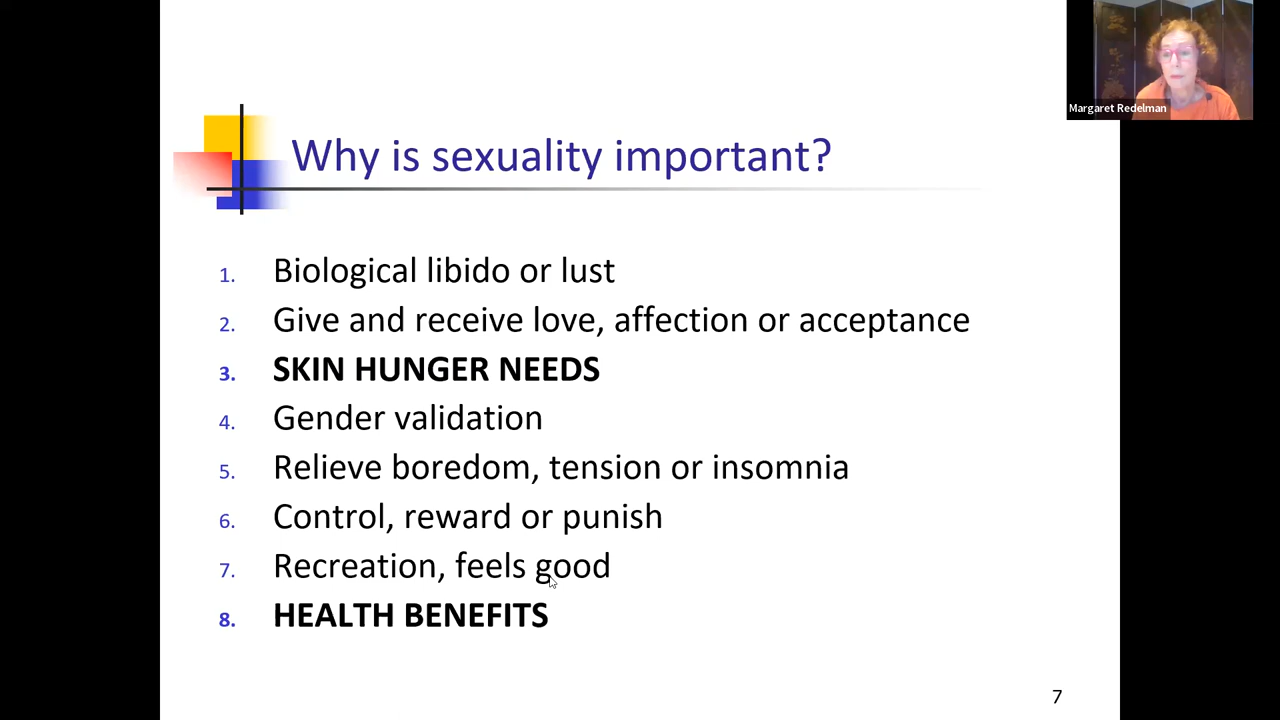 Margaret Redelman
Why is sexuality important?
1. Biological libido or lust
2. Give and receive love, affection or acceptance
3. SKIN HUNGER NEEDS
4. Gender validation
5. Relieve boredom, tension or insomnia
6. Control, reward or punish
7. Recreation, feels good
8. HEALTH BENEFITS
7